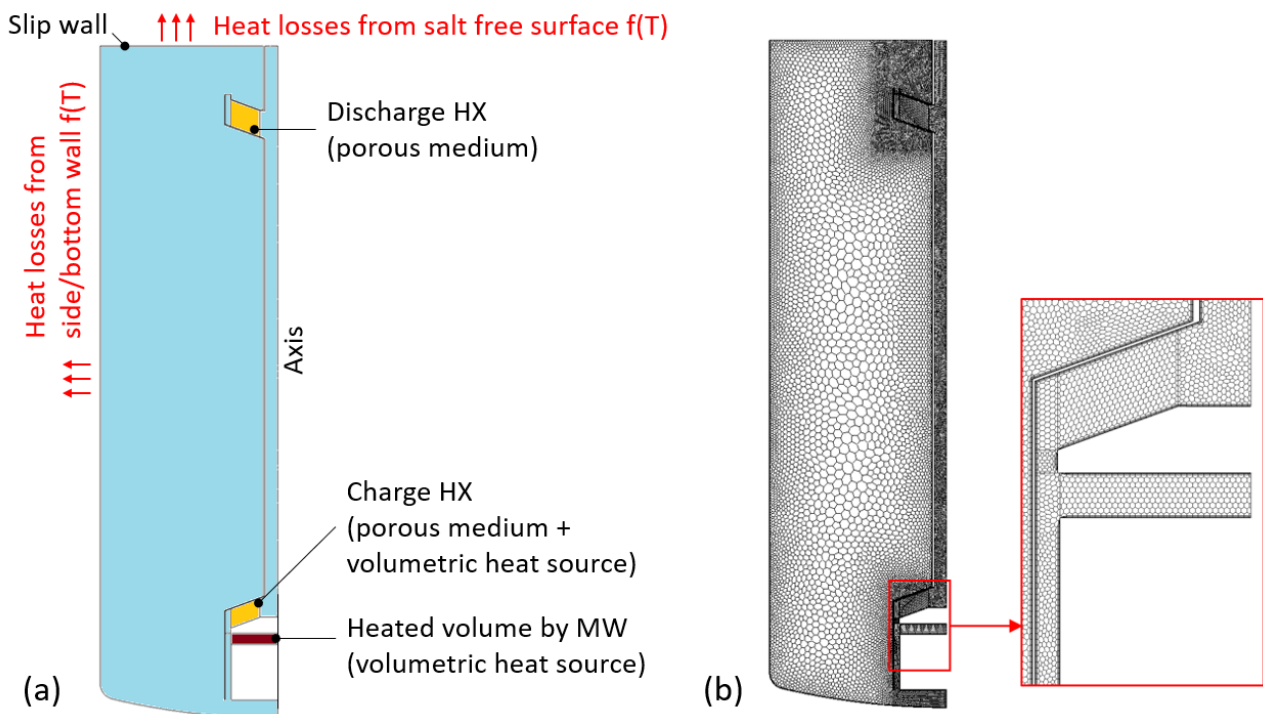 Slip wall
Heat losses from salt free surface f(T)
Discharge HX
(porous medium)
Heat losses from
side/bottom wall f(T)
Axis
Charge HX
(porous medium +
volumetric heat source)
Heated volume by MW
(volumetric heat source)
(a)
(b)